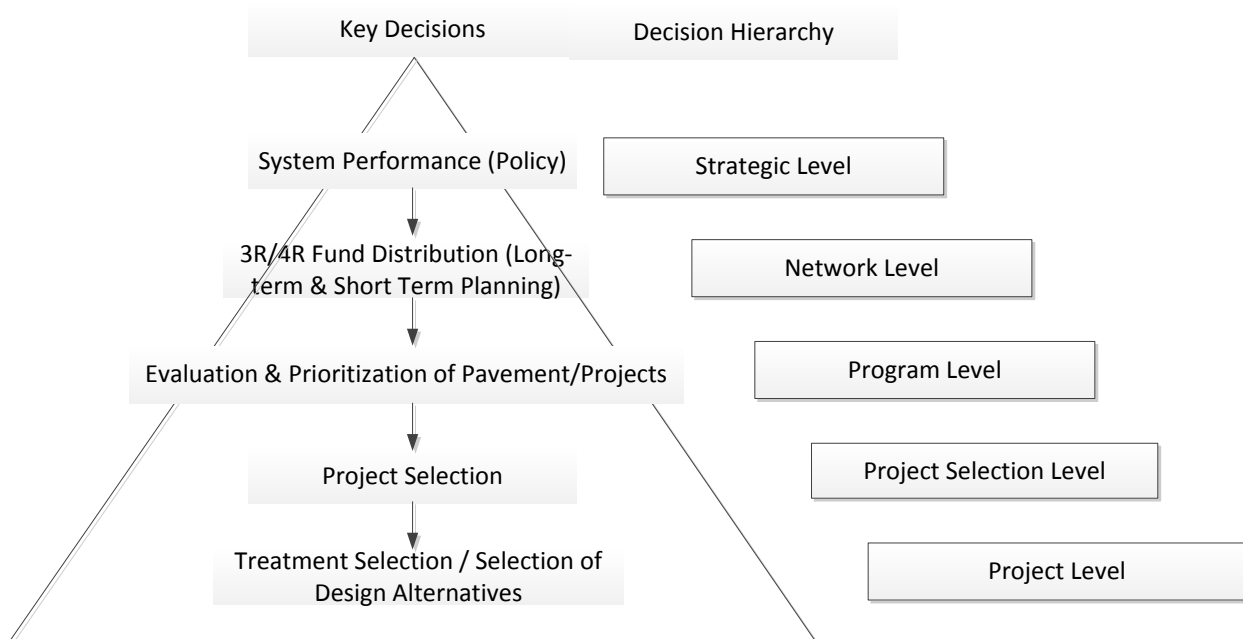 Key Decisions
Decision Hierarchy
System Performance (Policy)
Strategic Level
3R/4R Fund Distribution (Long-
term & Short Term Planning)
Network Level
Evaluation & Prioritization of Pavement/Projects
Program Level
Project Selection
Project Selection Level
Treatment Selection / Selection of
Design Alternatives
Project Level